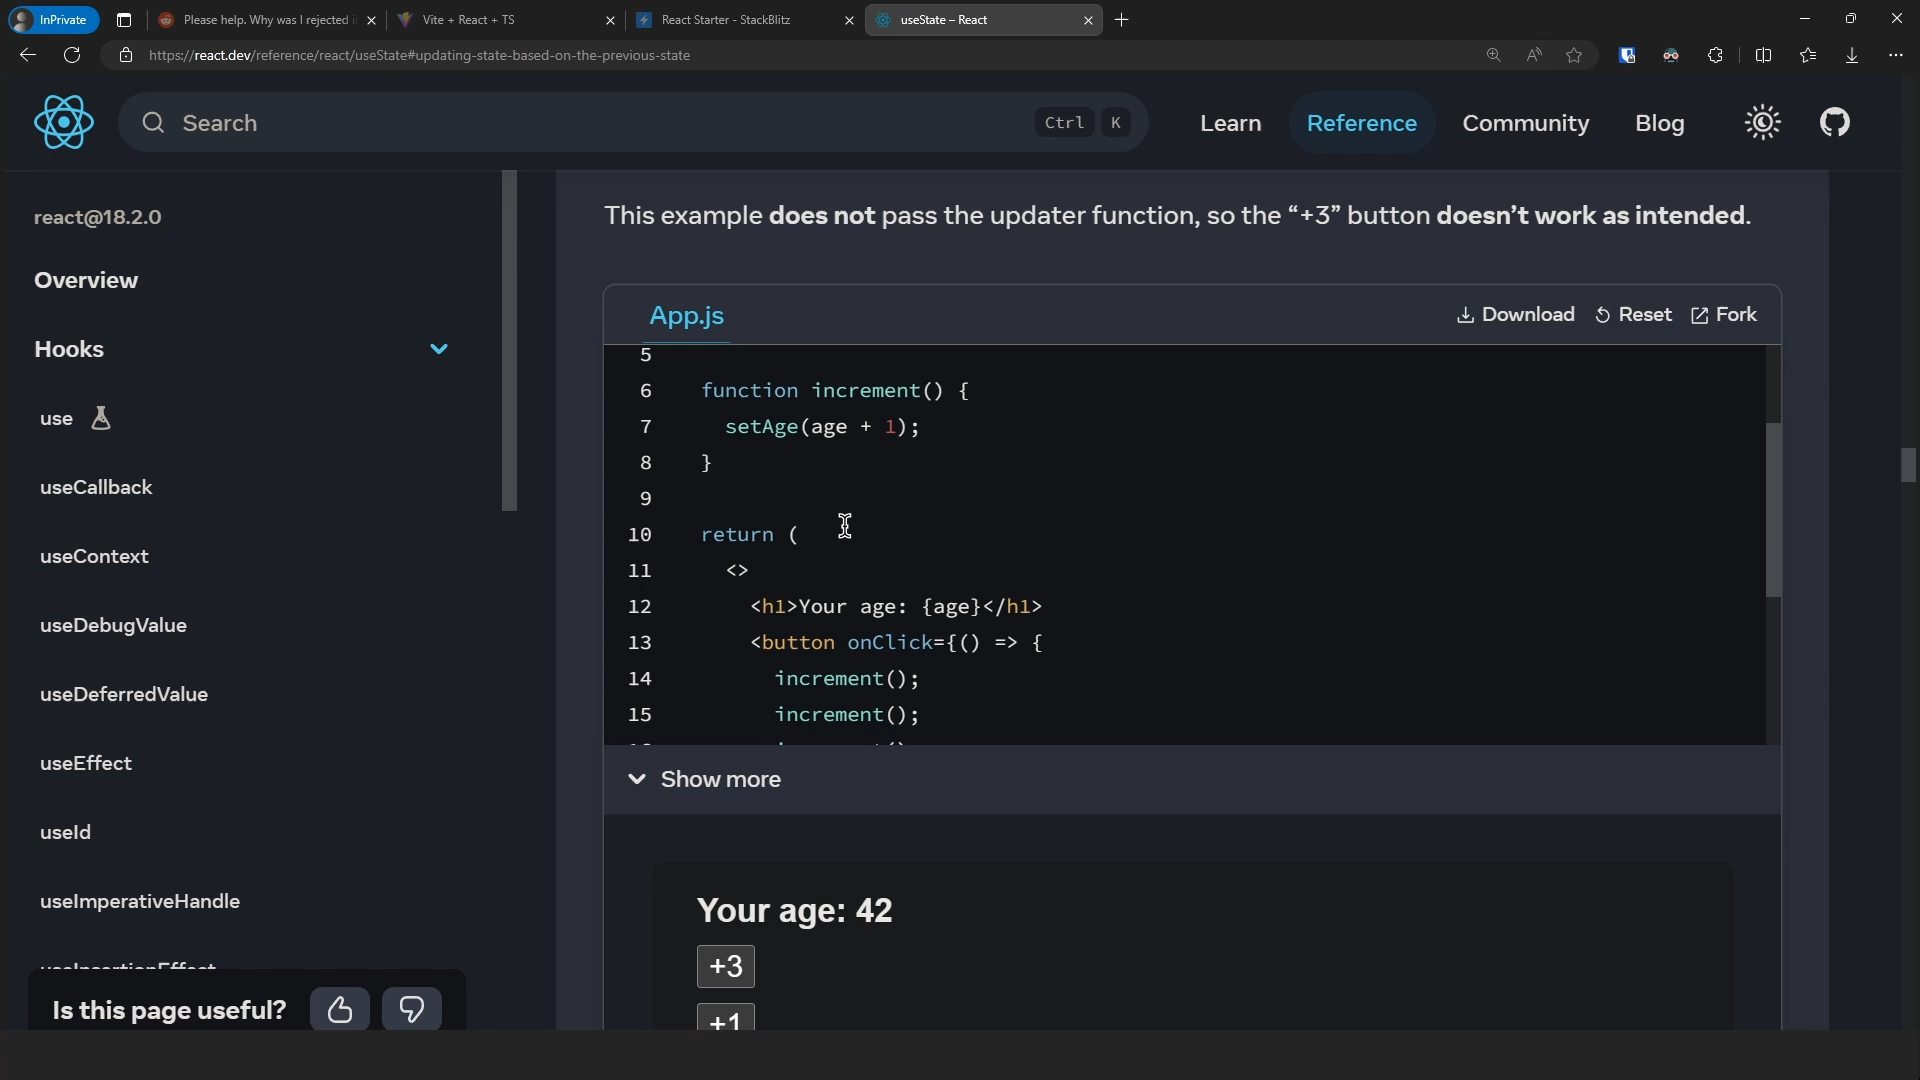 InPrivate
Please help. Why was I rejected i
Vite + React + TS
React Starter - StackBlitz
useState – React
https://react.dev/reference/react/useState#updating-state-based-on-the-previous-state
Search
Ctrl K
Learn
Reference
Community
Blog
react@18.2.0
Overview
Hooks
use
useCallback
useContext
useDebugValue
useDeferredValue
useEffect
useId
useImperativeHandle
useInsertionEffect
Is this page useful?
This example does not pass the updater function, so the “+3” button doesn’t work as intended.
App.js
Download
Reset
Fork
5
6 function increment() {
7 setAge(age + 1);
8 }
9
10 return (
11 <>
12 <h1>Your age: {age}</h1>
13 <button onClick={() => {
14 increment();
15 increment();
Show more
Your age: 42
+3
+1